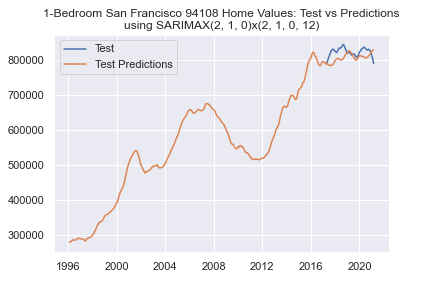 1-Bedroom San Francisco 94108 Home Values: Test vs Predictions
using SARIMAX(2, 1, 0)x(2, 1, 0, 12)
Test
Test Predictions
800000
700000
600000
500000
400000
300000
1996 2000 2004 2008 2012 2016 2020